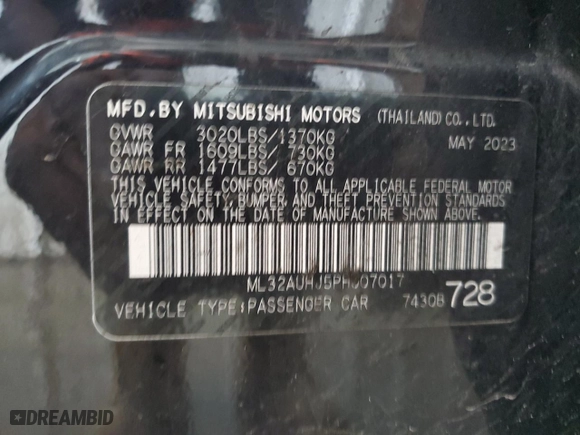 MFD. BY MITSUBISHI MOTORS (THAILAND) CO., LTD.
GVWR 3020LBS/1370KG MAY 2023
GAWR FR 1609LBS/ 730KG
GAWR RR 1477LBS/ 670KG
THIS VEHICLE CONFORMS TO ALL APPLICABLE FEDERAL MOTOR
VEHICLE SAFETY, BUMPER, AND THEFT PREVENTION STANDARDS
IN EFFECT ON THE DATE OF MANUFACTURE SHOWN ABOVE.
ML32AUHJ5PH007017
VEHICLE TYPE:PASSENGER CAR 7430B 728
DREAMBID